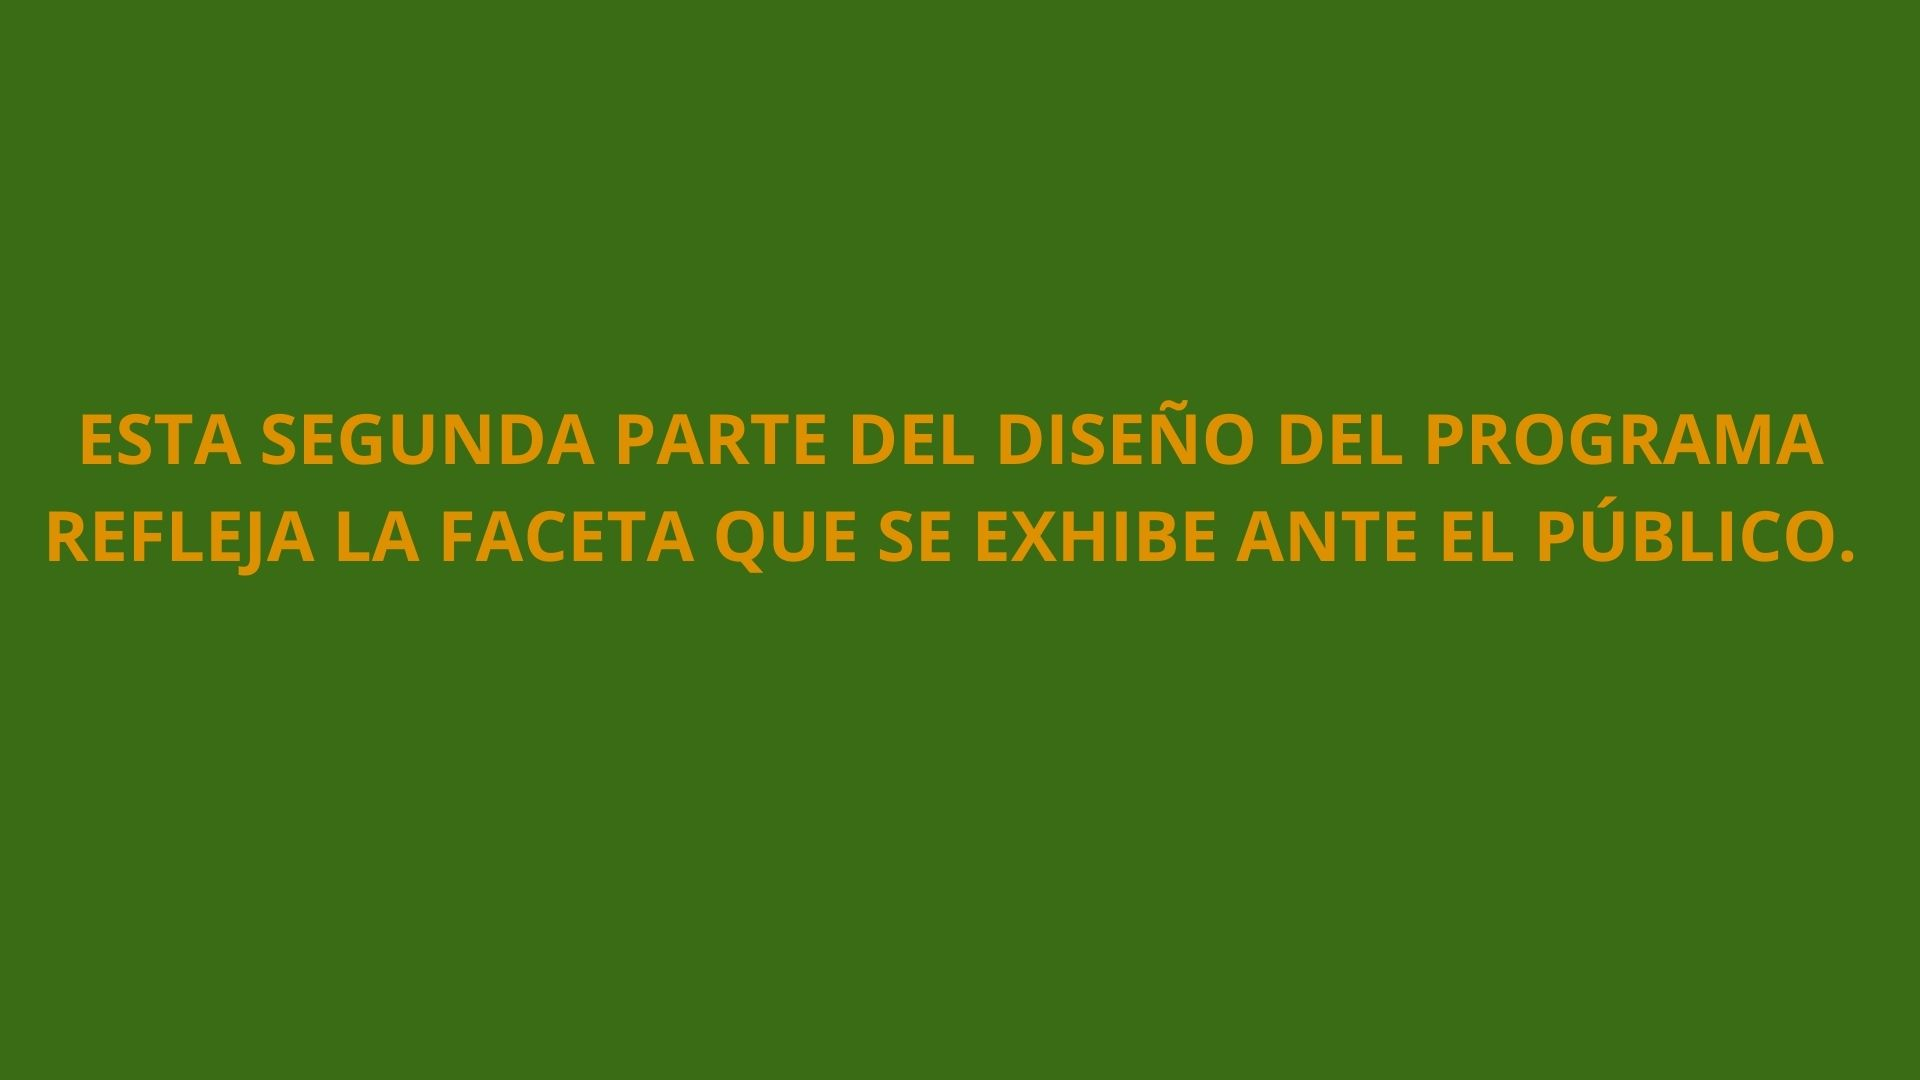 ESTA SEGUNDA PARTE DEL DISEÑO DEL PROGRAMA
REFLEJA LA FACETA QUE SE EXHIBE ANTE EL PÚBLICO.